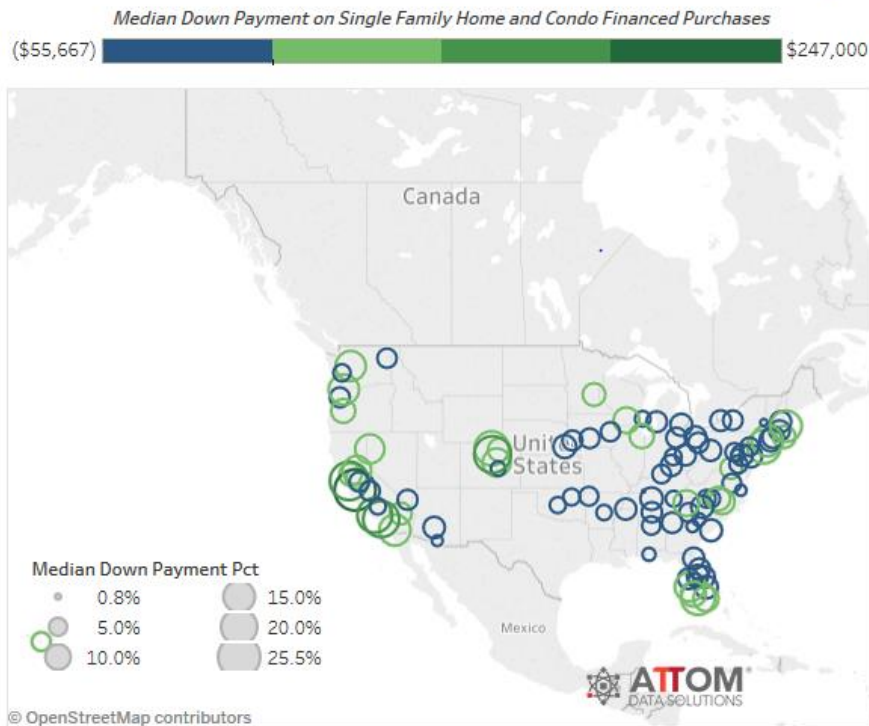 Median Down Payment on Single Family Home and Condo Financed Purchases
($55,667)
$247,000
Canada
United
States
Mexico
Median Down Payment Pct
0.8%
15.0%
5.0%
20.0%
10.0%
25.5%
ATTOM
DATA SOLUTIONS
© OpenStreetMap contributors